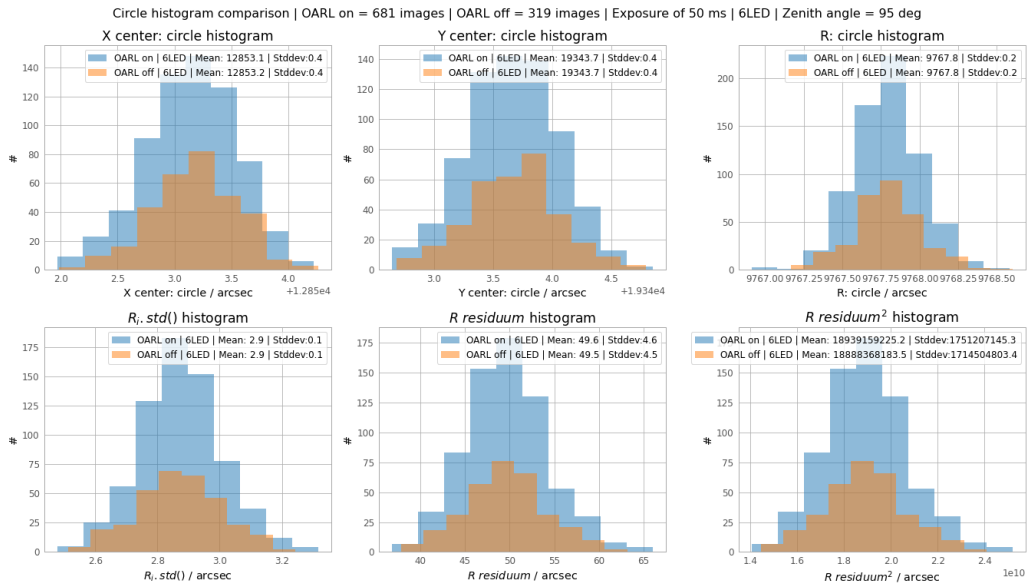 Circle histogram comparison | OARL on = 681 images | OARL off = 319 images | Exposure of 50 ms | 6LED | Zenith angle = 95 deg
X center: circle histogram
OARL on | 6LED | Mean: 12853.1 | Stddev:0.4
OARL off | 6LED | Mean: 12853.2 | Stddev:0.4
140
120
100
80
60
40
20
0
#
2.0 2.5 3.0 3.5 4.0
+1.285e4
X center: circle / arcsec
Y center: circle histogram
OARL on | 6LED | Mean: 19343.7 | Stddev:0.4
OARL off | 6LED | Mean: 19343.7 | Stddev:0.4
140
120
100
80
60
40
20
0
#
3.0 3.5 4.0 4.5
+1.934e4
Y center: circle / arcsec
R: circle histogram
OARL on | 6LED | Mean: 9767.8 | Stddev:0.2
OARL off | 6LED | Mean: 9767.8 | Stddev:0.2
200
150
100
50
0
#
9767.00 9767.25 9767.50 9767.75 9768.00 9768.25 9768.50
R: circle / arcsec
R_i.std() histogram
OARL on | 6LED | Mean: 2.9 | Stddev:0.1
OARL off | 6LED | Mean: 2.9 | Stddev:0.1
175
150
125
100
75
50
25
0
#
2.6 2.8 3.0 3.2
R_i.std() / arcsec
R residuum histogram
OARL on | 6LED | Mean: 49.6 | Stddev:4.6
OARL off | 6LED | Mean: 49.5 | Stddev:4.5
175
150
125
100
75
50
25
0
#
40 45 50 55 60 65
R residuum / arcsec
R residuum² histogram
OARL on | 6LED | Mean: 18939159225.2 | Stddev:1751207145.3
OARL off | 6LED | Mean: 18888368183.5 | Stddev:1714504803.4
175
150
125
100
75
50
25
0
#
1.4 1.6 1.8 2.0 2.2 2.4
1e10
R residuum² / arcsec